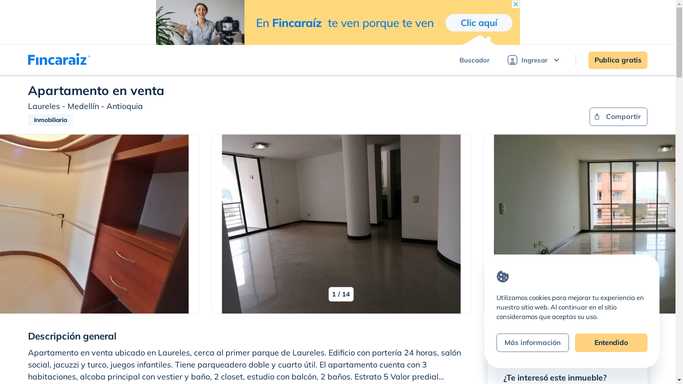 En Fincaraíz te ven porque te ven
Clic aquí
Fincaraíz
Buscador
Ingresar
Publica gratis
Apartamento en venta
Laureles - Medellín - Antioquia
Inmobiliaria
Compartir
1 / 14
Utilizamos cookies para mejorar tu experiencia en
nuestro sitio web. Al continuar en el sitio
consideramos que aceptas su uso.
Más información
Entendido
Descripción general
Apartamento en venta ubicado en Laureles, cerca al primer parque de Laureles. Edificio con portería 24 horas, salón
social, jacuzzi y turco, juegos infantiles. Tiene parqueadero doble y cuarto útil. El apartamento cuenta con 3
habitaciones, alcoba principal con vestier y baño, 2 closet, estudio con balcón, 2 baños. Estrato 5 Valor predial...
¿Te interesó este inmueble?